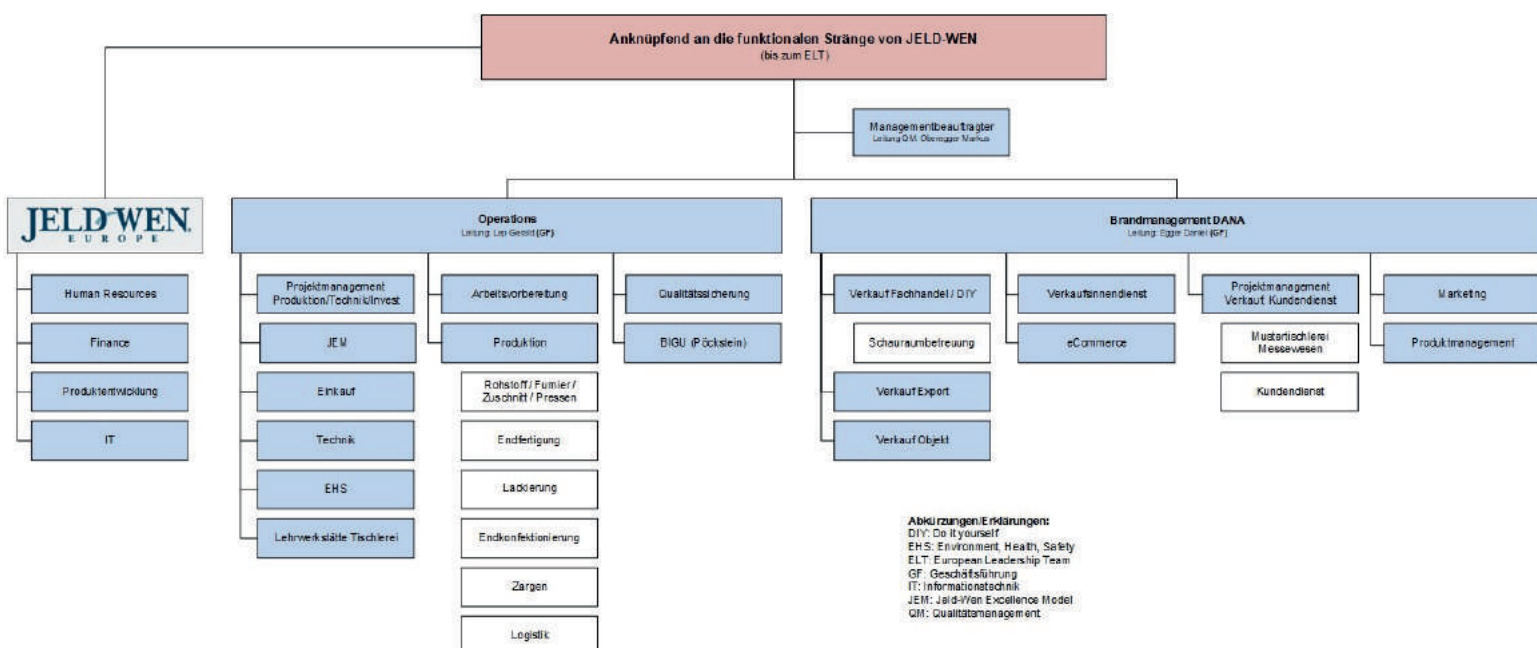 Anknüpfend an die funktionalen Stränge von JELD-WEN
(bis zum ELT)
Managementbeauftragter
Leitung QM: Oberegger Markus
JELD-WEN
EUROPE
Human Resources
Finance
Produktentwicklung
IT
Operations
Leitung: Lep Gerold (GF)
Projektmanagement
Produktion/Technik/Invest
JEM
Einkauf
Technik
EHS
Lehrwerkstätte Tischlerei
Arbeitsvorbereitung
Produktion
Rohstoff / Furnier /
Zuschnitt / Pressen
Endfertigung
Lackierung
Endkonfektionierung
Zargen
Logistik
Qualitätssicherung
BIGU (Pöckstein)
Brandmanagement DANA
Leitung: Egger Daniel (GF)
Verkauf Fachhandel / DIY
Schauraumbetreuung
Verkauf Export
Verkauf Objekt
Verkaufsinnendienst
eCommerce
Projektmanagement
Verkauf, Kundendienst
Mustertischlerei
Messewesen
Kundendienst
Marketing
Produktmanagement
Abkürzungen/Erklärungen:
DIY: Do it yourself
EHS: Environment, Health, Safety
ELT: European Leadership Team
GF: Geschäftsführung
IT: Informationstechnik
JEM: Jeld-Wen Excellence Model
QM: Qualitätsmanagement